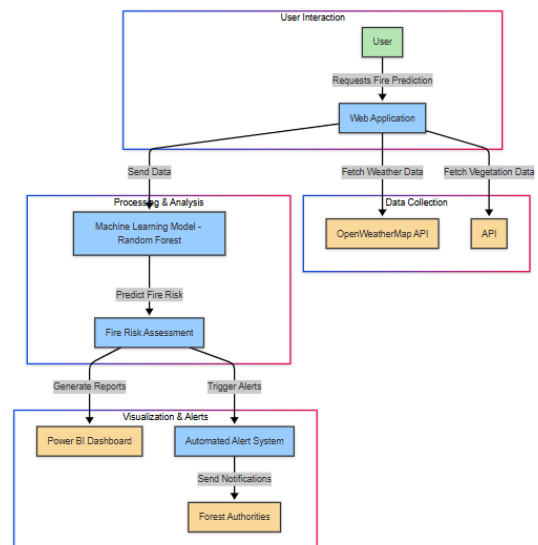 User Interaction
User
Requests Fire Prediction
Web Application
Send Data
Fetch Weather Data
Fetch Vegetation Data
Processing & Analysis
Data Collection
Machine Learning Model -
Random Forest
OpenWeatherMap API
API
Predict Fire Risk
Fire Risk Assessment
Generate Reports
Trigger Alerts
Visualization & Alerts
Power BI Dashboard
Automated Alert System
Send Notifications
Forest Authorities